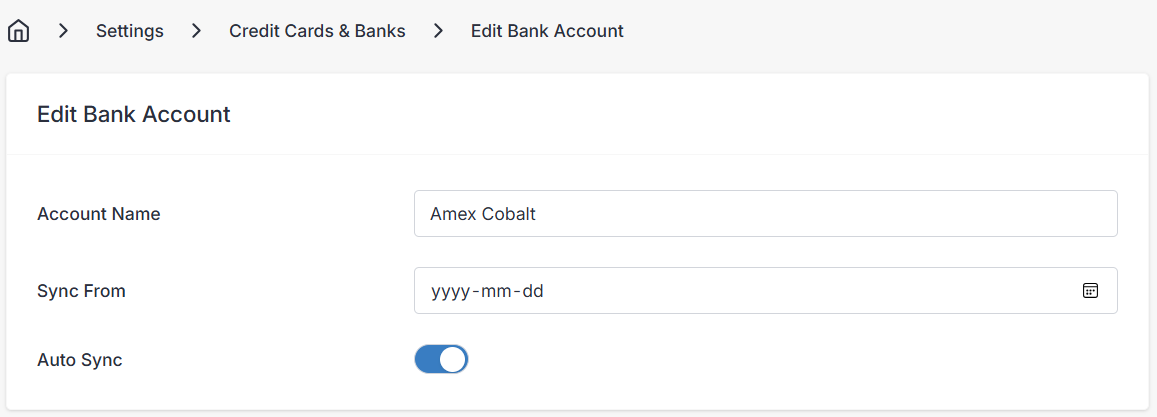 Settings Credit Cards & Banks Edit Bank Account
Edit Bank Account
Account Name Amex Cobalt
Sync From yyyy-mm-dd
Auto Sync